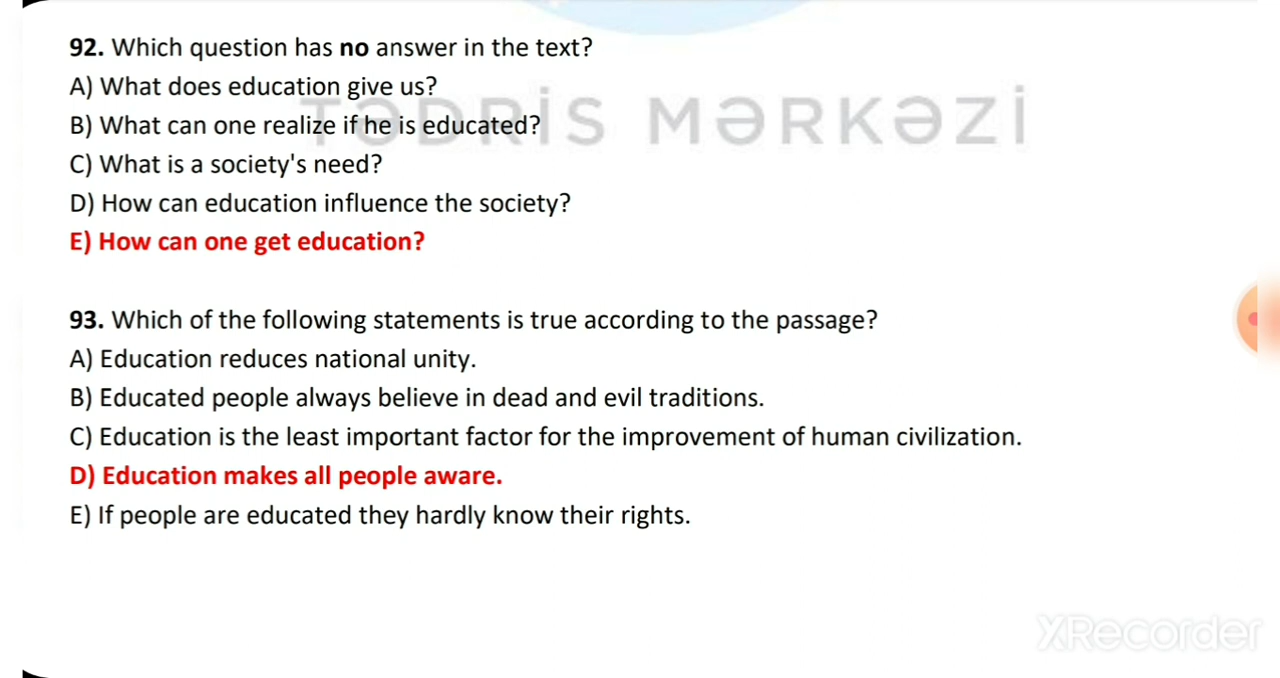 TƏDRİS MƏRKƏZİ
92. Which question has no answer in the text?
A) What does education give us?
B) What can one realize if he is educated?
C) What is a society's need?
D) How can education influence the society?
E) How can one get education?
93. Which of the following statements is true according to the passage?
A) Education reduces national unity.
B) Educated people always believe in dead and evil traditions.
C) Education is the least important factor for the improvement of human civilization.
D) Education makes all people aware.
E) If people are educated they hardly know their rights.
XRecorder